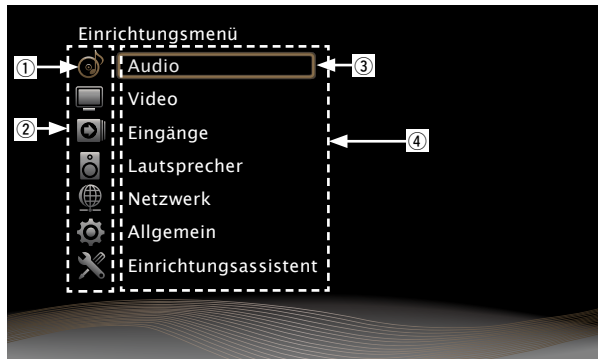 Einrichtungsmenü
① Audio ③
Video
② Eingänge ④
Lautsprecher
Netzwerk
Allgemein
Einrichtungsassistent